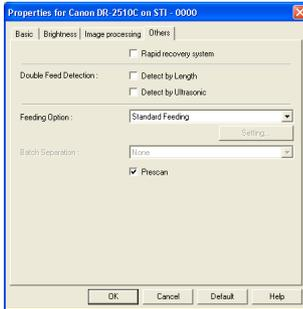 Properties for Canon DR-2510C on STI - 0000
Basic Brightness Image processing Others
Rapid recovery system
Double Feed Detection : Detect by Length
Detect by Ultrasonic
Feeding Option : Standard Feeding
Setting...
Batch Separation : None
Prescan
OK Cancel Default Help